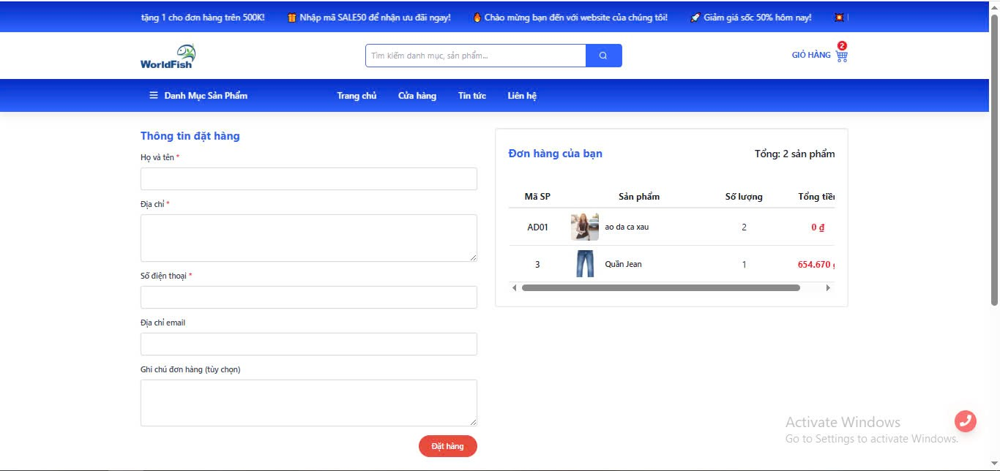 tặng 1 cho đơn hàng trên 500K! 🎁 Nhập mã SALE50 để nhận ưu đãi ngay! 🔥 Chào mừng bạn đến với website của chúng tôi! 🚀 Giảm giá sốc 50% hôm nay! 💥
WorldFish
Tìm kiếm danh mục, sản phẩm...
GIỎ HÀNG 2
☰ Danh Mục Sản Phẩm
Trang chủ Cửa hàng Tin tức Liên hệ
Thông tin đặt hàng
Họ và tên *
Địa chỉ *
Số điện thoại *
Địa chỉ email
Ghi chú đơn hàng (tùy chọn)
Đặt hàng
Đơn hàng của bạn
Tổng: 2 sản phẩm
Mã SP Sản phẩm Số lượng Tổng tiền
AD01 ao da ca xau 2 0 ₫
3 Quần Jean 1 654.670 ₫
Activate Windows
Go to Settings to activate Windows.